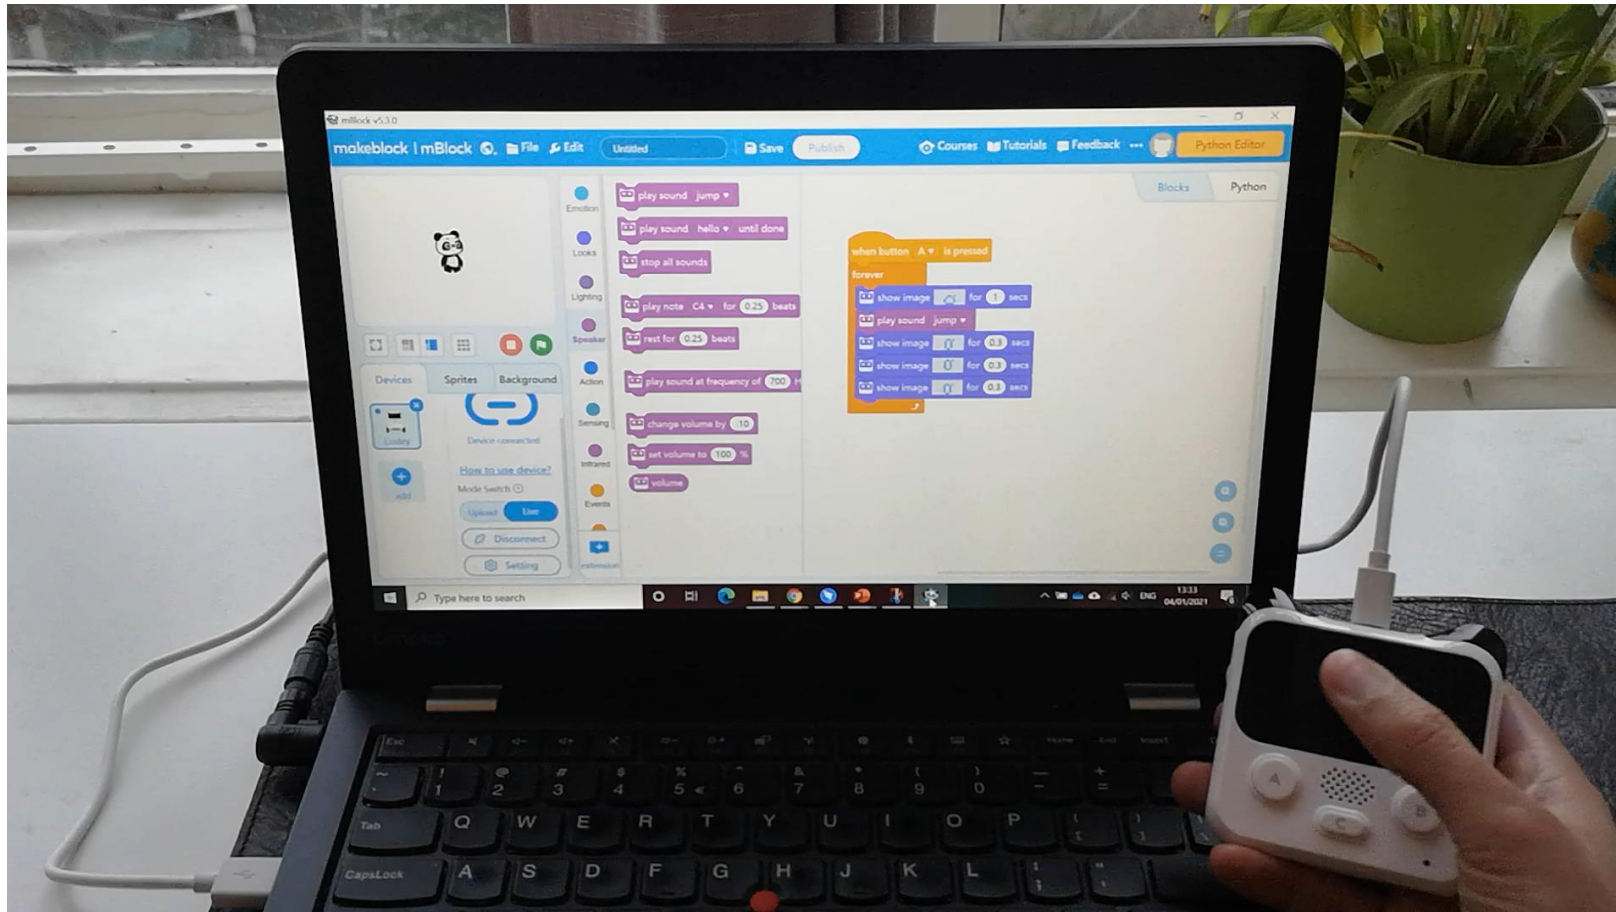 mBlock v5.3.0
makeblock | mBlock File Edit Untitled Save Publish Courses Tutorials Feedback ••• Python Editor
Blocks Python
Emotion
Looks
Lighting
Speaker
Action
Sensing
Infrared
Events
extension
play sound jump
play sound hello until done
stop all sounds
play note C4 for 0.25 beats
rest for 0.25 beats
play sound at frequency of 700 H
change volume by 10
set volume to 100 %
volume
when button A is pressed
forever
show image for 1 secs
play sound jump
show image for 0.3 secs
show image for 0.3 secs
show image for 0.3 secs
Devices Sprites Background
add
Device connected
How to use device?
Mode Switch
Upload Live
Disconnect
Setting
Type here to search
ENG
13:33
04/01/2021
Esc Home End Insert
~ ! @ # $ % ^ & * ( ) — +
1 2 3 4 5 € 6 7 8 9 0 - =
Tab Q W E R T Y U I O P
CapsLock A S D F G H J K L
A
C
B